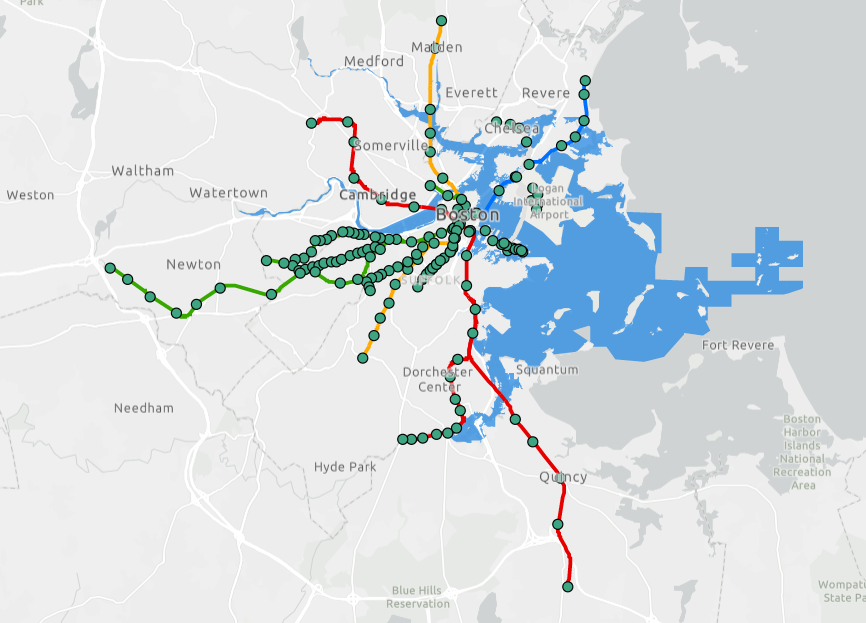 Park
Malden
Medford
Everett
Revere
Chelsea
Somerville
Waltham
Weston
Watertown
Cambridge
Logan
International
Airport
Boston
Newton
SUFFOLK
Fort Revere
Dorchester
Center
Squantum
Needham
Boston
Harbor
Islands
National
Recreation
Area
Hyde Park
Quincy
Blue Hills
Reservation
Wompatu
State Pa